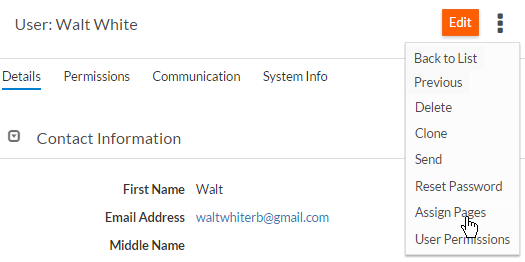 User: Walt White
Edit
Back to List
Previous
Delete
Clone
Send
Reset Password
Assign Pages
User Permissions
Details Permissions Communication System Info
Contact Information
First Name Walt
Email Address waltwhiterb@gmail.com
Middle Name